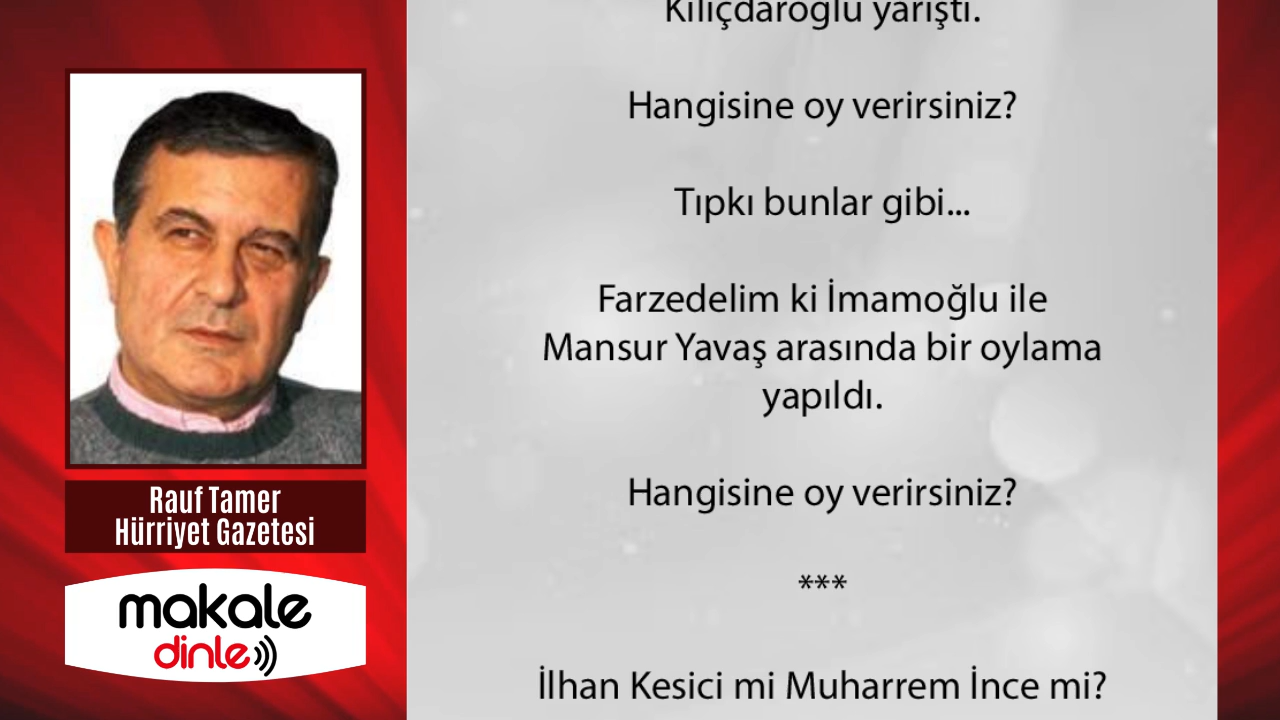 Rauf Tamer
Hürriyet Gazetesi
makale
dinle
Kılıçdaroğlu yarıştı.
Hangisine oy verirsiniz?
Tıpkı bunlar gibi...
Farzedelim ki İmamoğlu ile
Mansur Yavaş arasında bir oylama
yapıldı.
Hangisine oy verirsiniz?
***
İlhan Kesici mi Muharrem İnce mi?